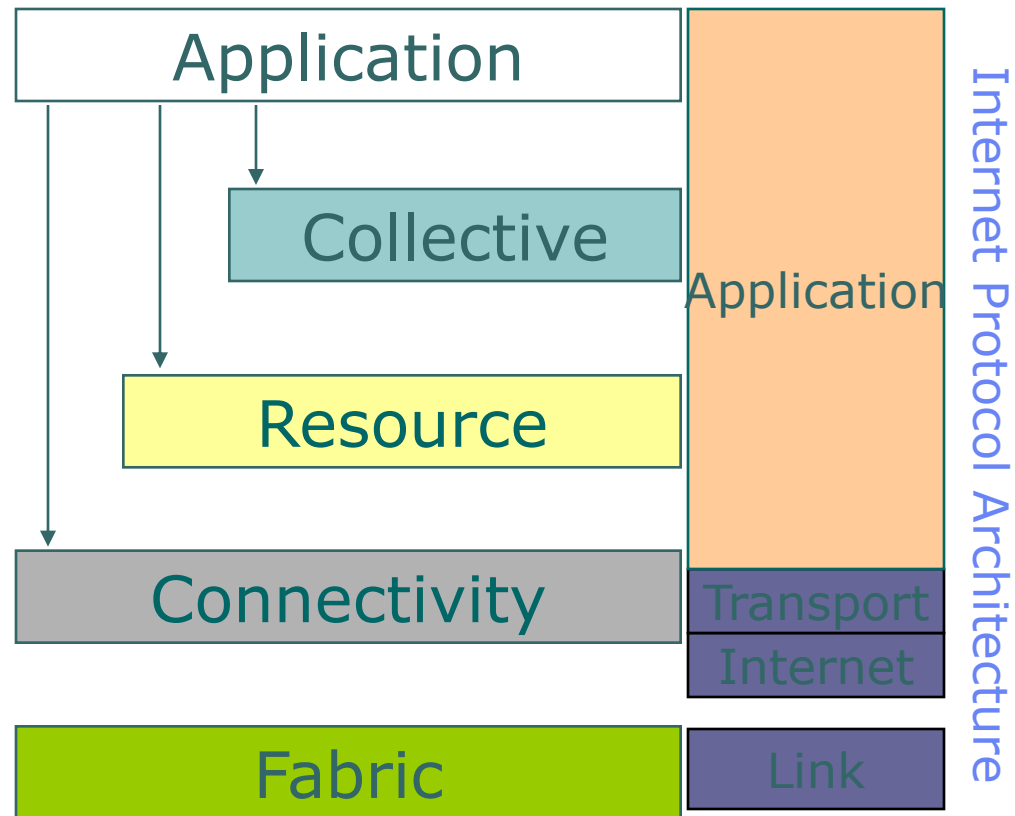 Application
Collective
Resource
Connectivity
Fabric
Application
Transport
Internet
Link
Internet Protocol Architecture